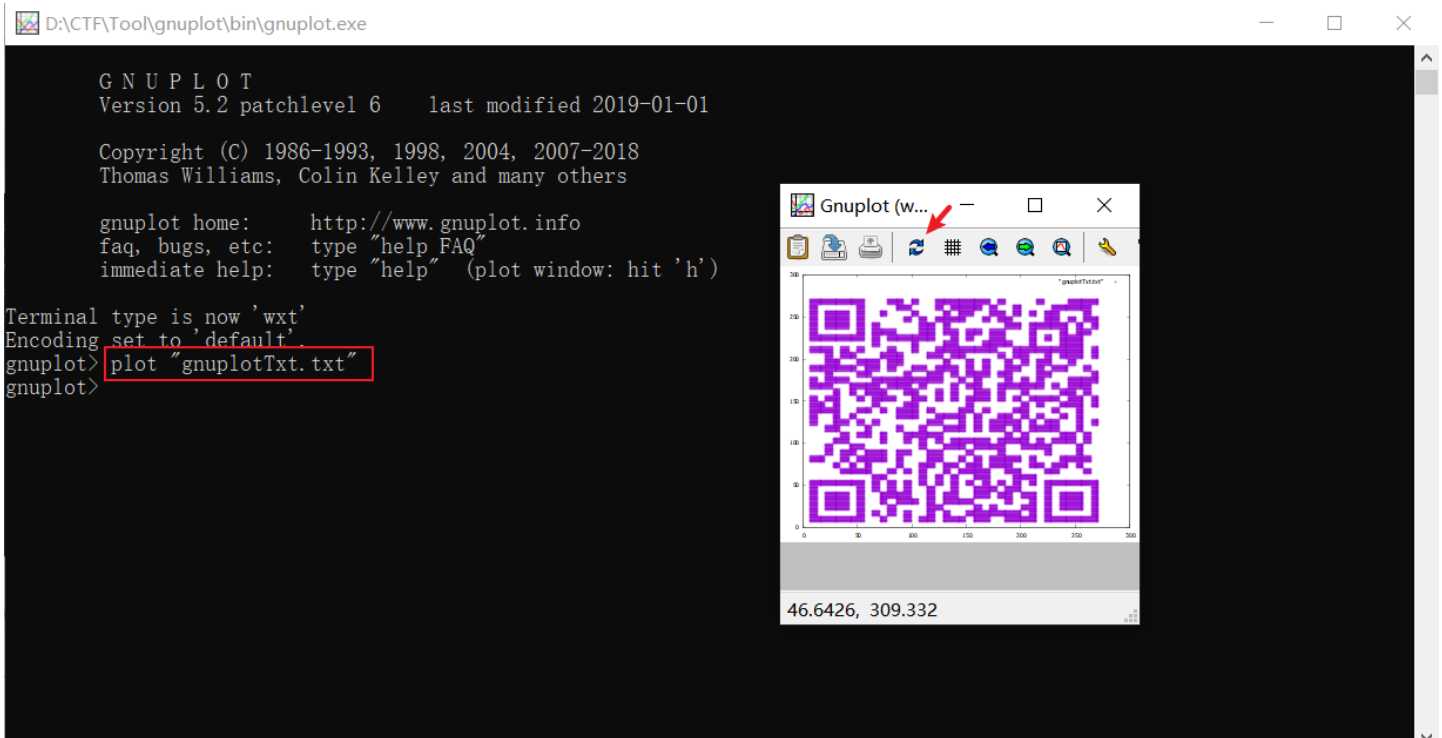 D:\CTF\Tool\gnuplot\bin\gnuplot.exe
G N U P L O T
Version 5.2 patchlevel 6    last modified 2019-01-01
Copyright (C) 1986-1993, 1998, 2004, 2007-2018
Thomas Williams, Colin Kelley and many others
gnuplot home:     http://www.gnuplot.info
faq, bugs, etc:   type "help FAQ"
immediate help:   type "help"  (plot window: hit 'h')
Terminal type is now 'wxt'
Encoding set to 'default'.
gnuplot> plot "gnuplotTxt.txt"
gnuplot>
Gnuplot (w...
"gnuplotTxt.txt"
300
250
200
150
100
50
0
0 50 100 150 200 250 300
46.6426, 309.332